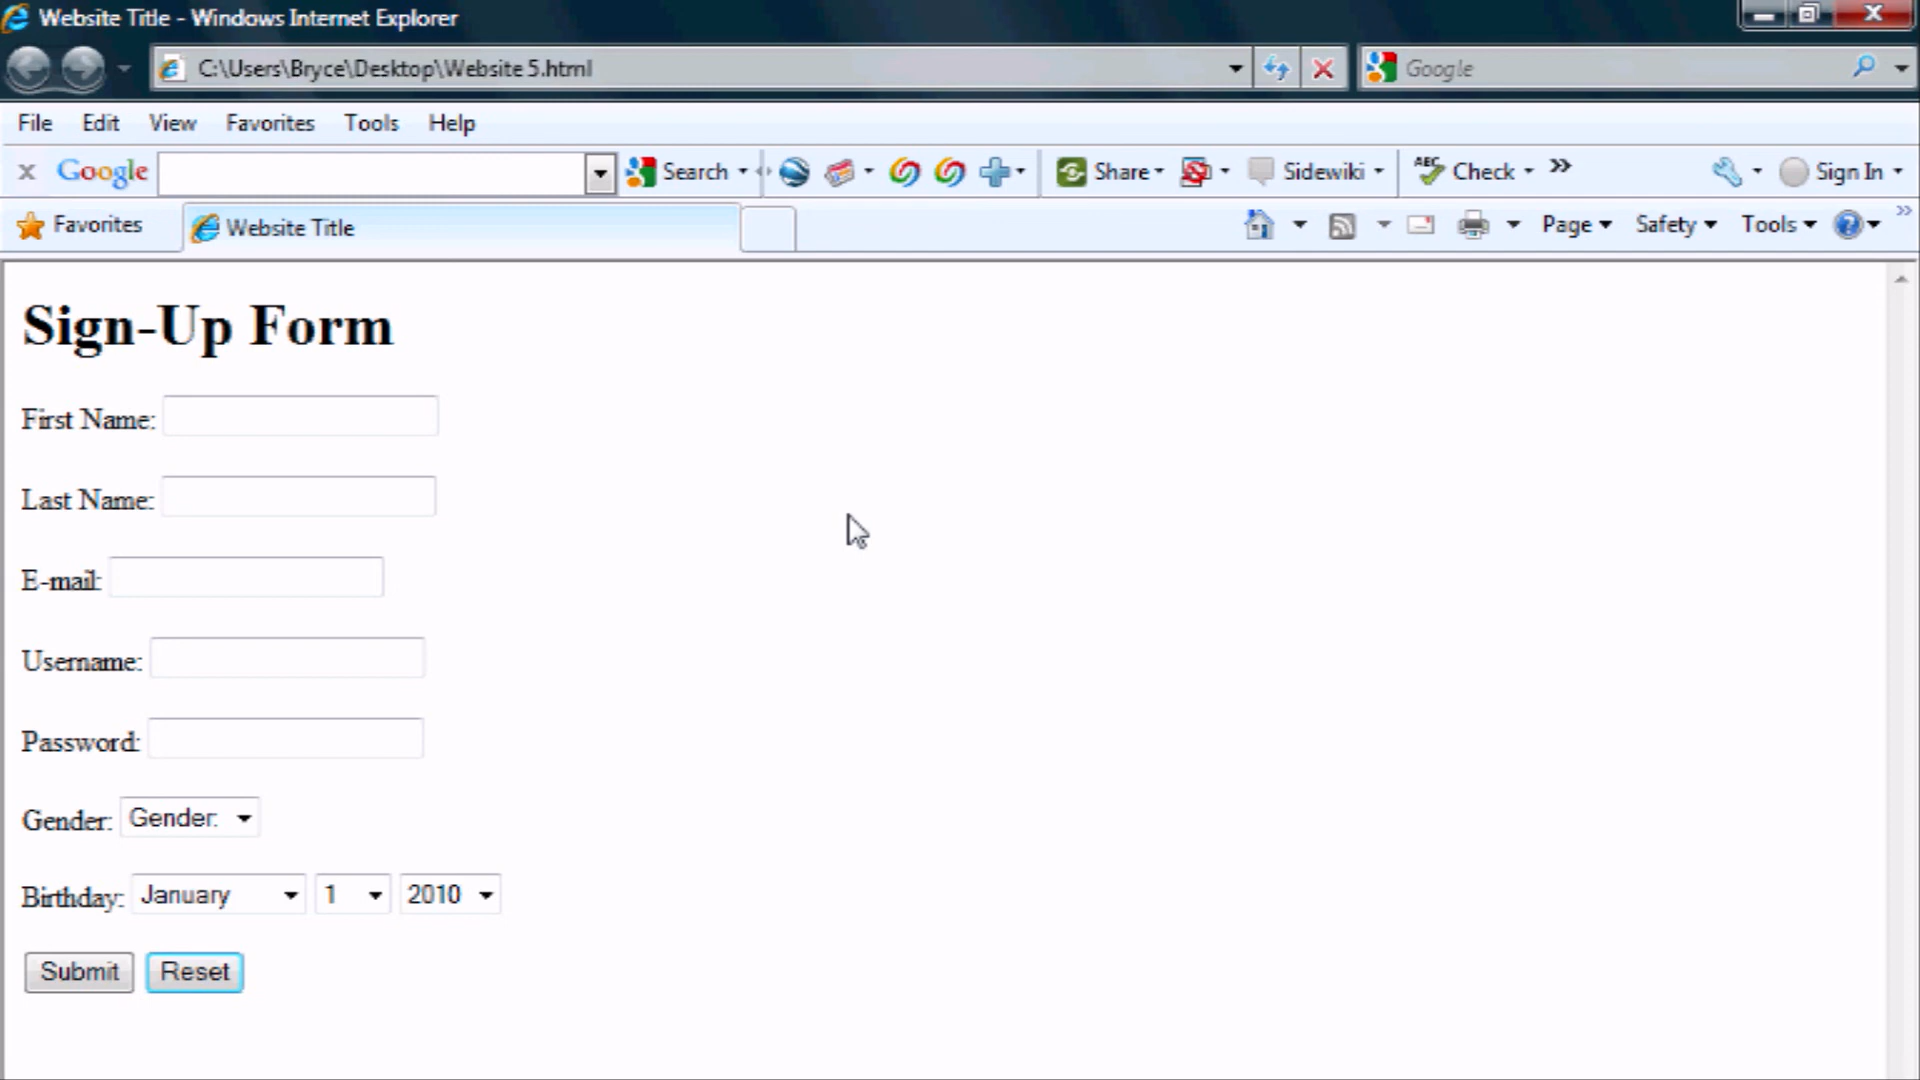 Website Title - Windows Internet Explorer
C:\Users\Bryce\Desktop\Website 5.html
Google
File Edit View Favorites Tools Help
x Google Search Share Sidewiki ABC Check » Sign In
Favorites Website Title Page Safety Tools ? »
Sign-Up Form
First Name:
Last Name:
E-mail:
Username:
Password:
Gender: Gender:
Birthday: January 1 2010
Submit Reset